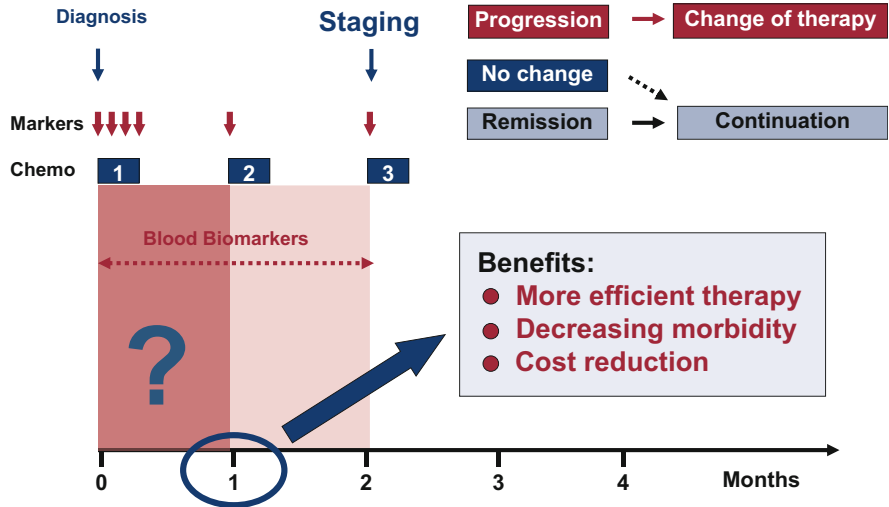 Diagnosis
Staging
Progression
Change of therapy
No change
Remission
Continuation
Markers
Chemo
1
2
3
Blood Biomarkers
?
Benefits:
More efficient therapy
Decreasing morbidity
Cost reduction
0
1
2
3
4
Months